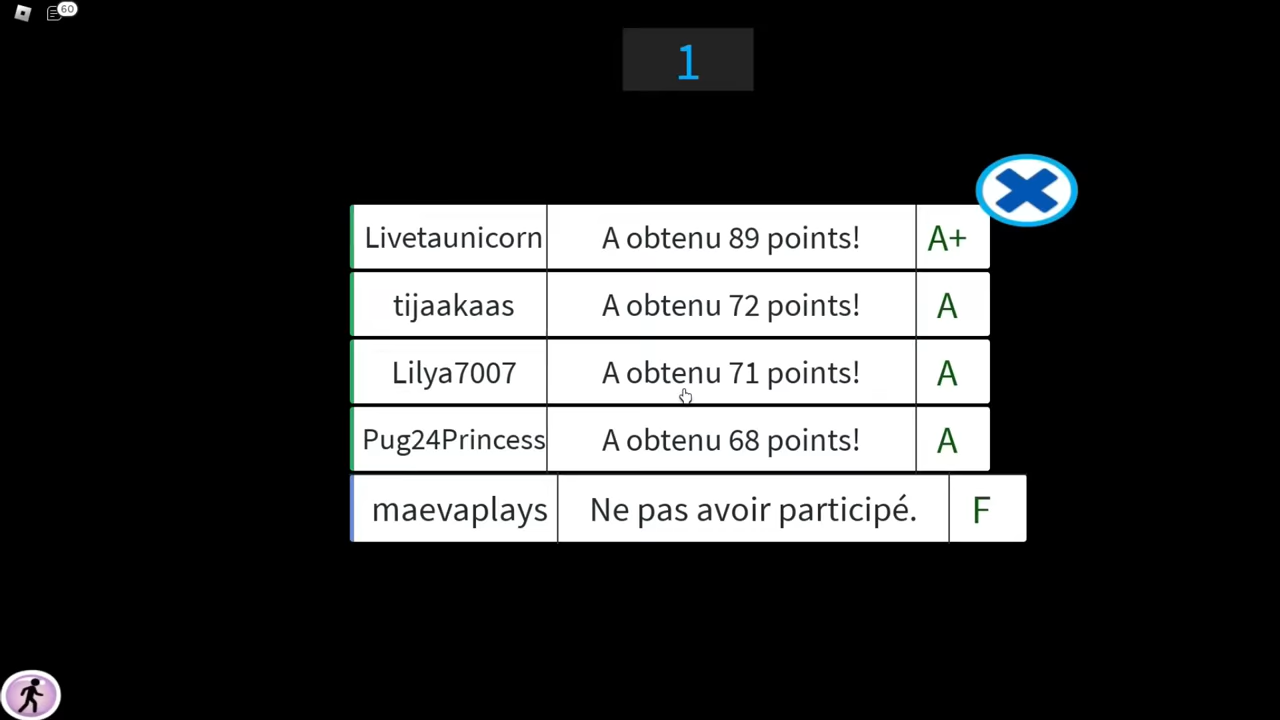 60
1
Livetaunicorn A obtenu 89 points! A+
tijaakaas A obtenu 72 points! A
Lilya7007 A obtenu 71 points! A
Pug24Princess A obtenu 68 points! A
maevaplays Ne pas avoir participé. F